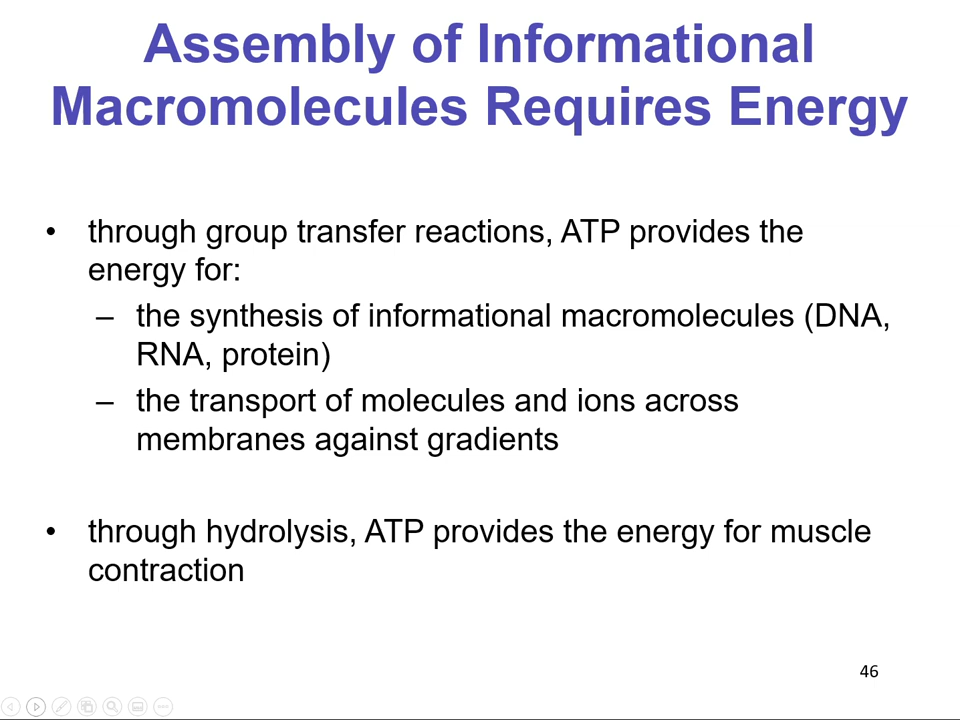 Assembly of Informational
Macromolecules Requires Energy
• through group transfer reactions, ATP provides the
energy for:
– the synthesis of informational macromolecules (DNA,
RNA, protein)
– the transport of molecules and ions across
membranes against gradients
• through hydrolysis, ATP provides the energy for muscle
contraction
46